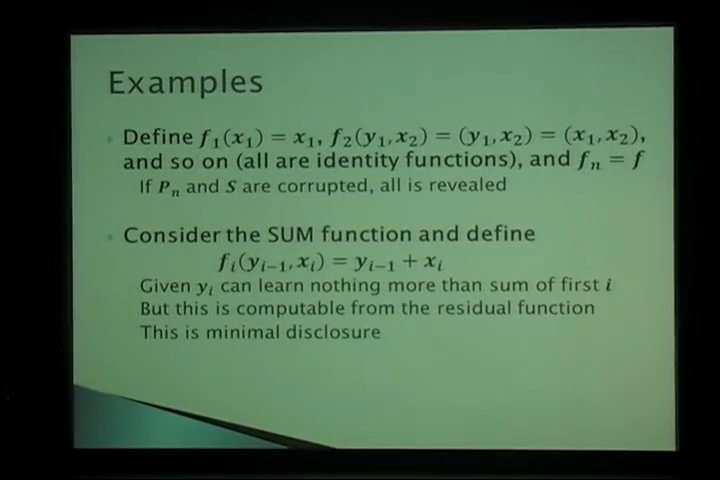 Examples
Define f₁(x₁) = x₁, f₂(y₁,x₂) = (y₁,x₂) = (x₁,x₂),
and so on (all are identity functions), and fₙ = f
If Pₙ and S are corrupted, all is revealed
Consider the SUM function and define
fᵢ(yᵢ₋₁,xᵢ) = yᵢ₋₁ + xᵢ
Given yᵢ can learn nothing more than sum of first i
But this is computable from the residual function
This is minimal disclosure